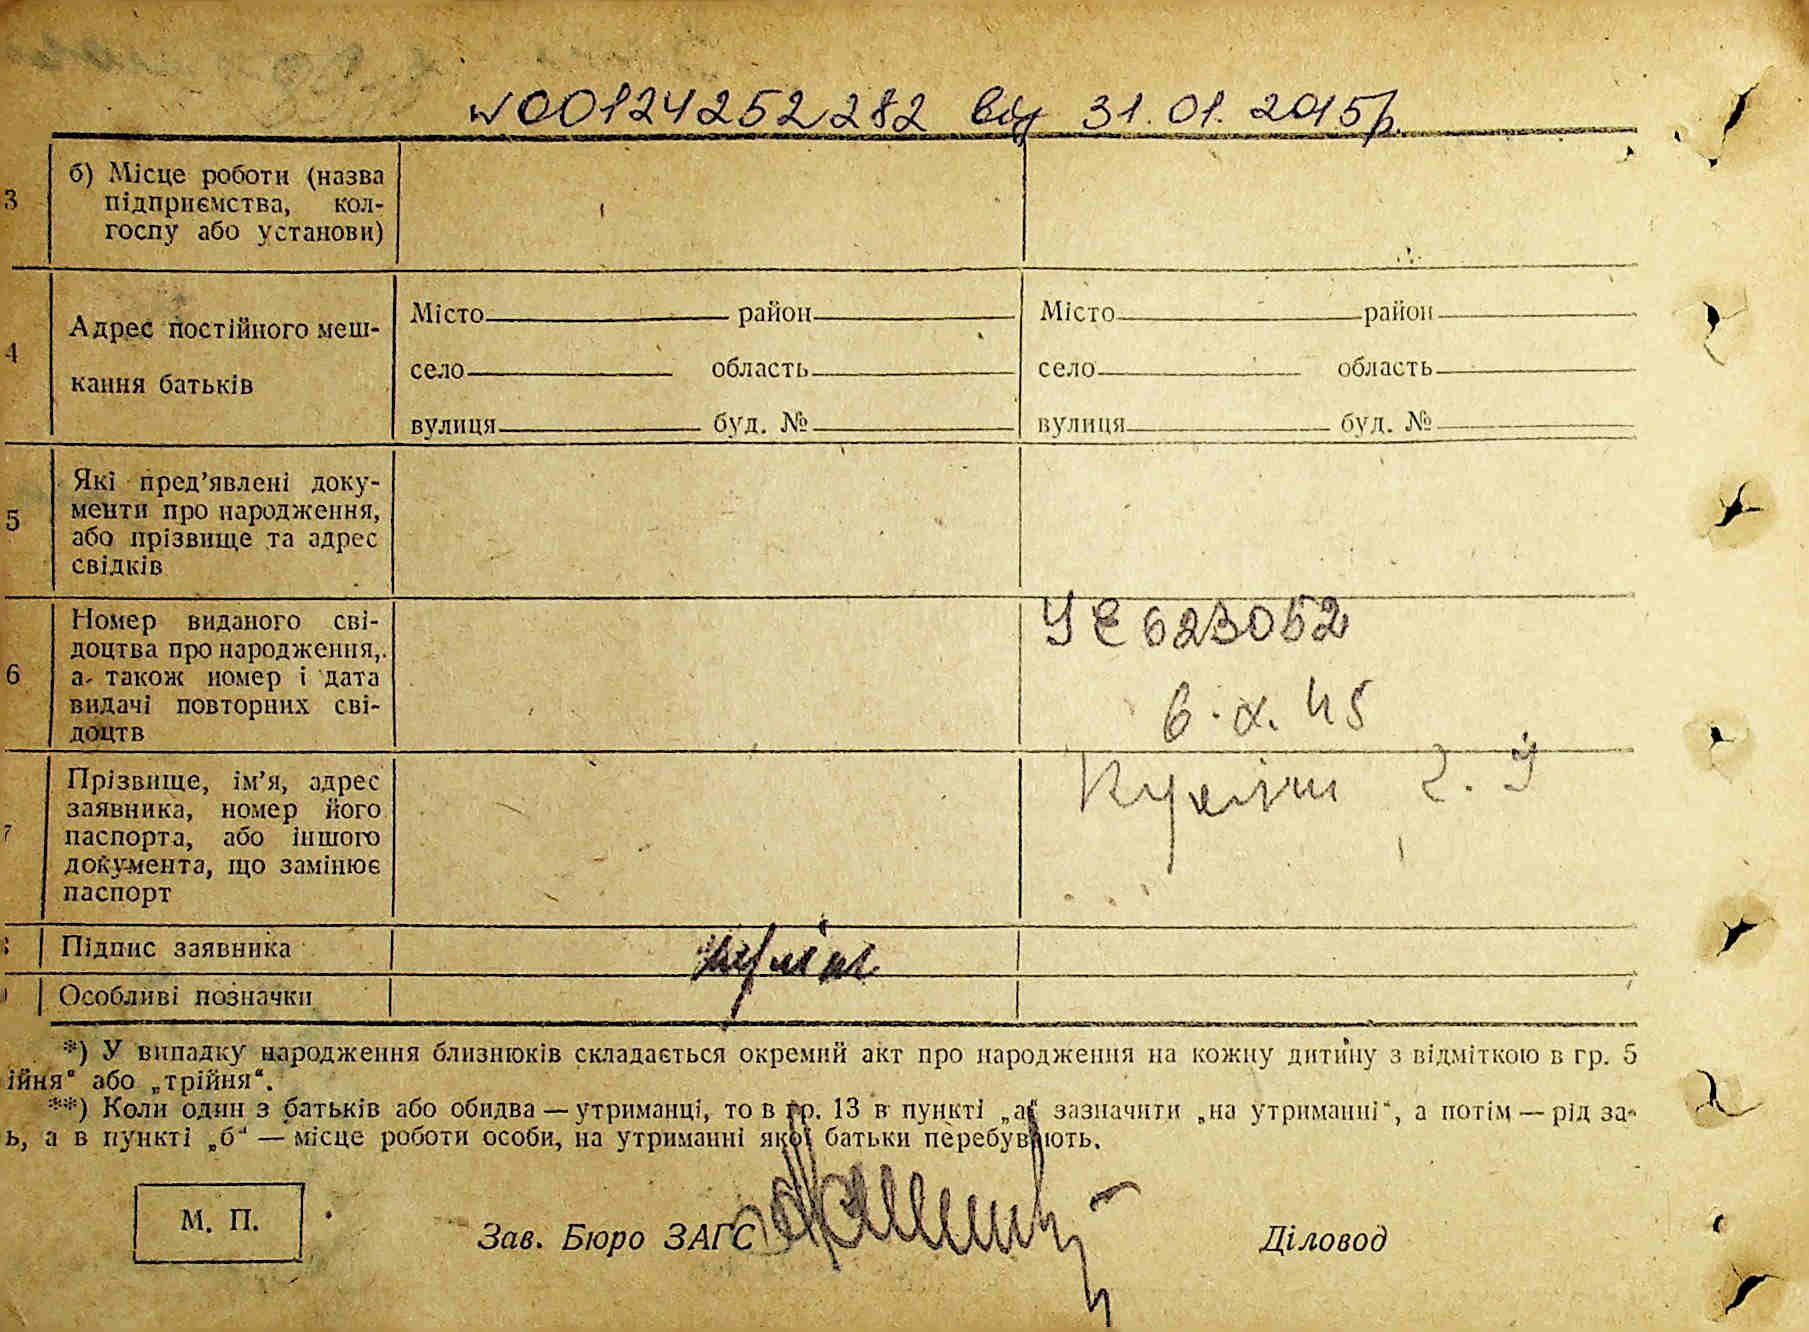 №00124252282 від 31.01.2015р.
3 б) Місце роботи (назва
підприємства, кол-
госпу або установи)
4 Адрес постійного меш-
кання батьків
Місто район Місто район
село область село область
вулиця буд. № вулиця буд. №
5 Які пред’явлені доку-
менти про народження,
або прізвище та адрес
свідків
6 Номер виданого сві-
доцтва про народження,
а також номер і дата
видачі повторних сві-
доцтв
УЄ 623052
6. X. 45
7 Прізвище, ім’я, адрес
заявника, номер його
паспорта, або іншого
документа, що замінює
паспорт
Підпис заявника
Особливі позначки
*) У випадку народження близнюків складається окремий акт про народження на кожну дитину з відміткою в гр. 5
ійня“ або „трійня“.
**) Коли один з батьків або обидва — утриманці, то в гр. 13 в пункті „а“ зазначити „на утриманні“, а потім — рід за-
ь, а в пункті „б“ — місце роботи особи, на утриманні якої батьки перебувають.
М. П.
Зав. Бюро ЗАГС Діловод